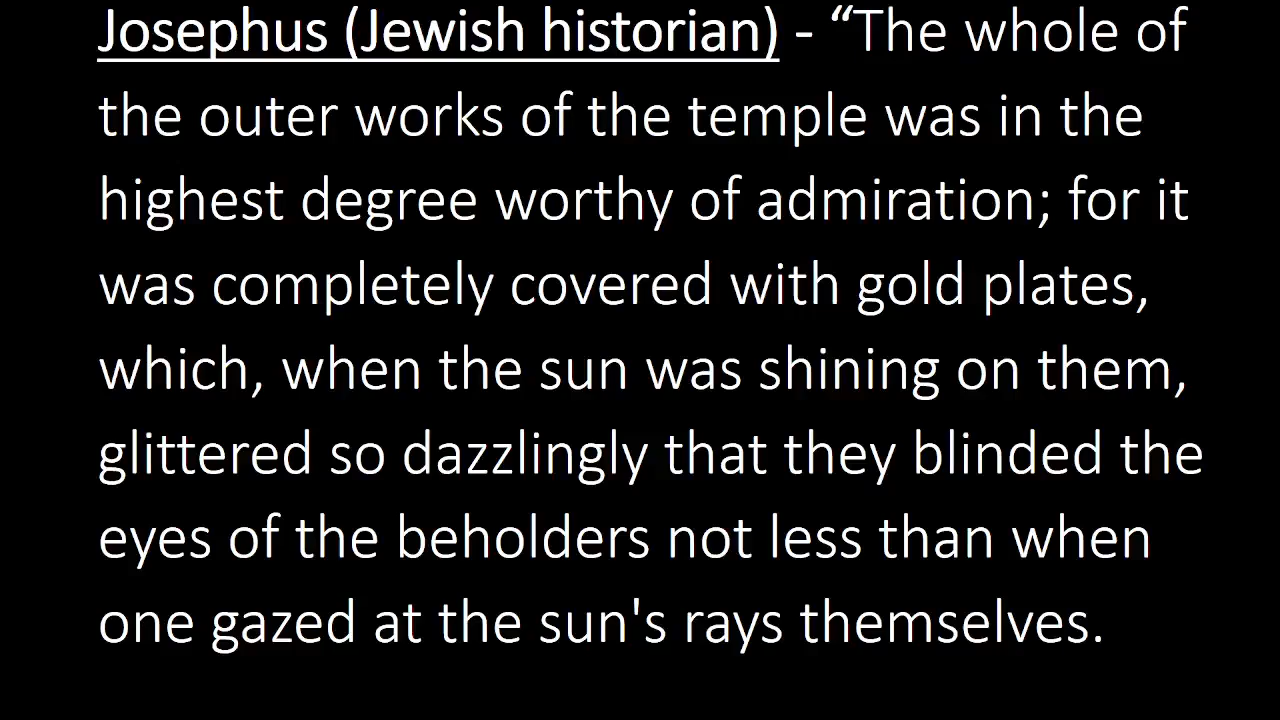 Josephus (Jewish historian) - “The whole of
the outer works of the temple was in the
highest degree worthy of admiration; for it
was completely covered with gold plates,
which, when the sun was shining on them,
glittered so dazzlingly that they blinded the
eyes of the beholders not less than when
one gazed at the sun's rays themselves.